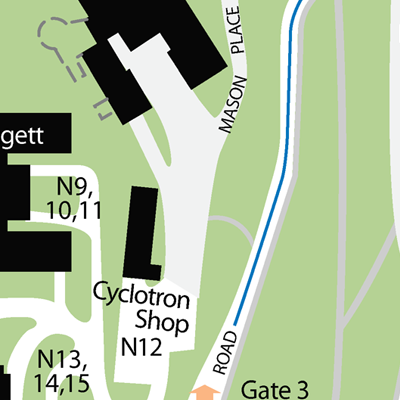 MASON PLACE
gett
N9,
10,11
Cyclotron
Shop
N12
N13,
14,15
ROAD
Gate 3